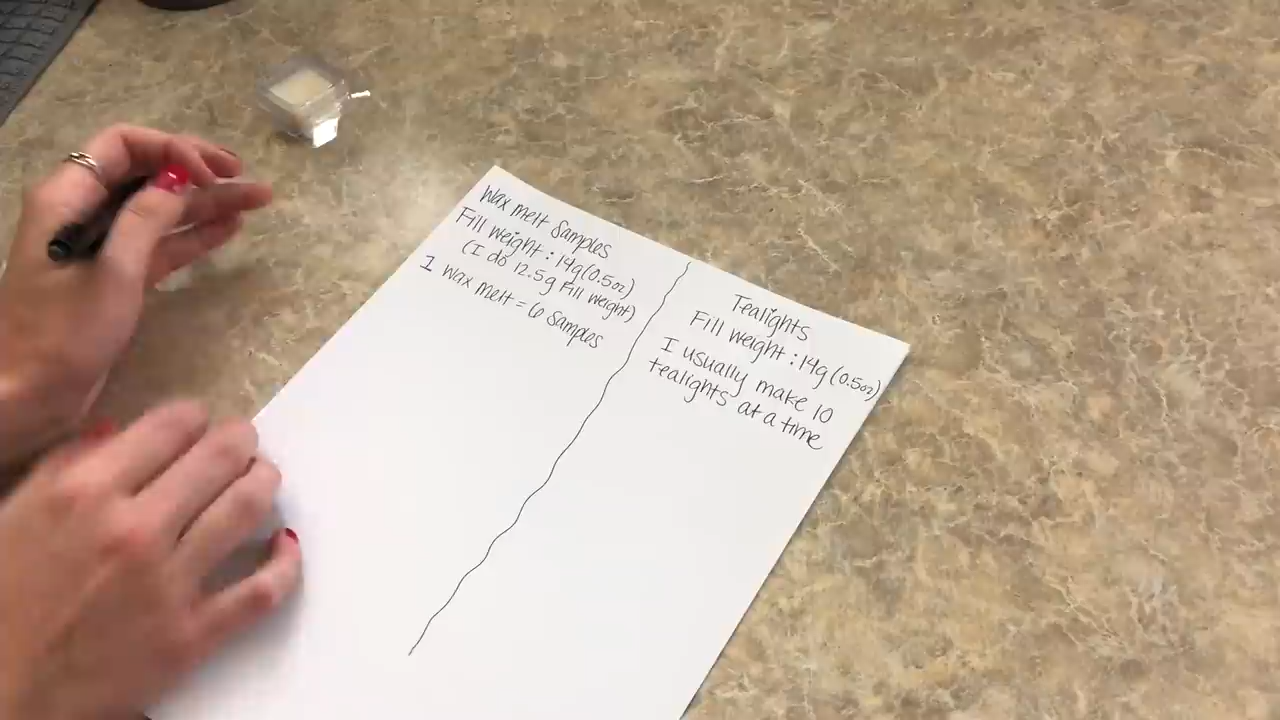 Wax melt Samples
Fill weight: 14g (0.5oz)
(I do 12.5g Fill weight)
1 wax melt = 6 Samples
Tealights
Fill weight: 14g (0.5oz)
I usually make 10
tealights at a time